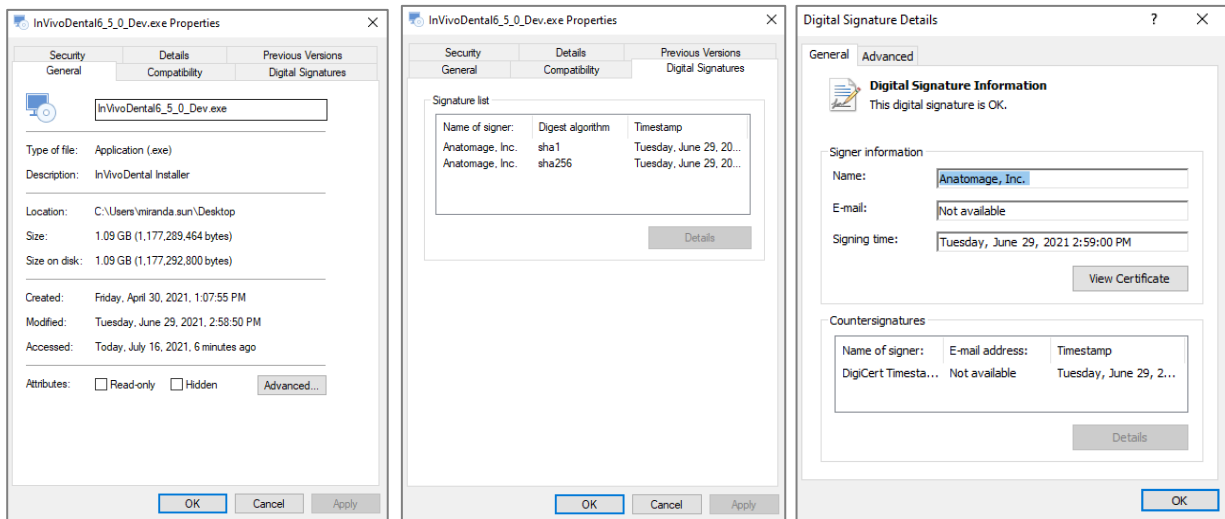 InVivoDental6_5_0_Dev.exe Properties
Security Details Previous Versions
General Compatibility Digital Signatures
InVivoDental6_5_0_Dev.exe
Type of file: Application (.exe)
Description: InVivoDental Installer
Location: C:\Users\miranda.sun\Desktop
Size: 1.09 GB (1,177,289,464 bytes)
Size on disk: 1.09 GB (1,177,292,800 bytes)
Created: Friday, April 30, 2021, 1:07:55 PM
Modified: Tuesday, June 29, 2021, 2:58:50 PM
Accessed: Today, July 16, 2021, 6 minutes ago
Attributes: Read-only Hidden Advanced...
OK Cancel Apply
InVivoDental6_5_0_Dev.exe Properties
Security Details Previous Versions
General Compatibility Digital Signatures
Signature list
Name of signer: Digest algorithm Timestamp
Anatomage, Inc. sha1 Tuesday, June 29, 20...
Anatomage, Inc. sha256 Tuesday, June 29, 20...
Details
OK Cancel Apply
Digital Signature Details ?
General Advanced
Digital Signature Information
This digital signature is OK.
Signer information
Name: Anatomage, Inc.
E-mail: Not available
Signing time: Tuesday, June 29, 2021 2:59:00 PM
View Certificate
Countersignatures
Name of signer: E-mail address: Timestamp
DigiCert Timesta... Not available Tuesday, June 29, 2...
Details
OK